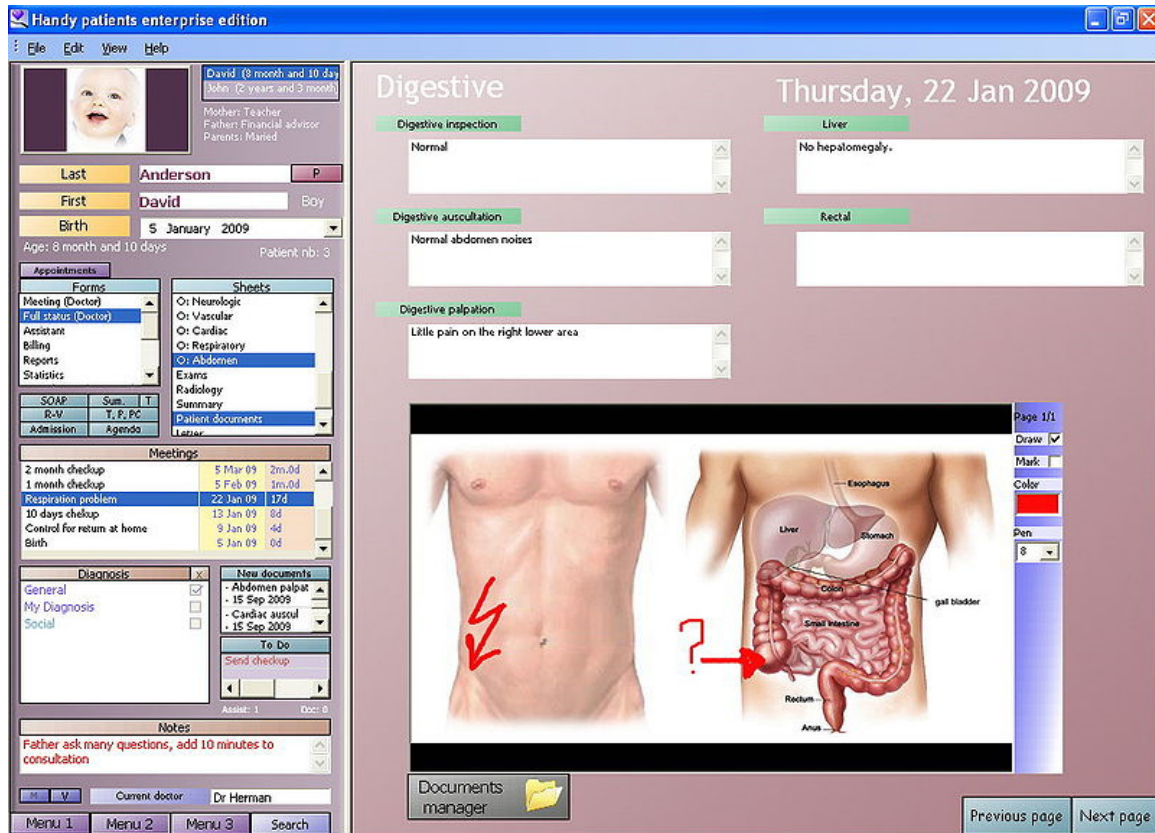 Handy patients enterprise edition
File Edit View Help
David (8 month and 10 day
John (2 years and 3 month)
Mother: Teacher
Father: Financial advisor
Parents: Maried
Last Anderson P
First David Boy
Birth 5 January 2009
Age: 8 month and 10 days
Patient nb: 3
Appointments
Forms
Meeting (Doctor)
Full status (Doctor)
Assistant
Billing
Reports
Statistics
Sheets
O: Neurologic
O: Vascular
O: Cardiac
O: Respiratory
O: Abdomen
Exams
Radiology
Summary
Patient documents
Letter
SOAP Sum. T
R-V T, P, PC
Admission Agenda
Meetings
2 month checkup 5 Mar 09 2m.0d
1 month checkup 5 Feb 09 1m.0d
Respiration problem 22 Jan 09 17d
10 days chekup 13 Jan 09 8d
Control for return at home 9 Jan 09 4d
Birth 5 Jan 09 0d
Diagnosis X
General
My Diagnosis
Social
New documents
- Abdomen palpat
- 15 Sep 2009
- Cardiac auscul
- 15 Sep 2009
To Do
Send checkup
Assist: 1 Doc: 0
Notes
Father ask many questions, add 10 minutes to
consultation
M V Current doctor Dr Herman
Menu 1 Menu 2 Menu 3 Search
Digestive
Thursday, 22 Jan 2009
Digestive inspection
Normal
Liver
No hepatomegaly.
Digestive auscultation
Normal abdomen noises
Rectal
Digestive palpation
Little pain on the right lower area
Page 1/1
Draw
Mark
Color
Pen
8
Esophagus
Liver
Stomach
Colon
gall bladder
Small Intestine
?
Rectum
Anus
Documents
manager
Previous page Next page